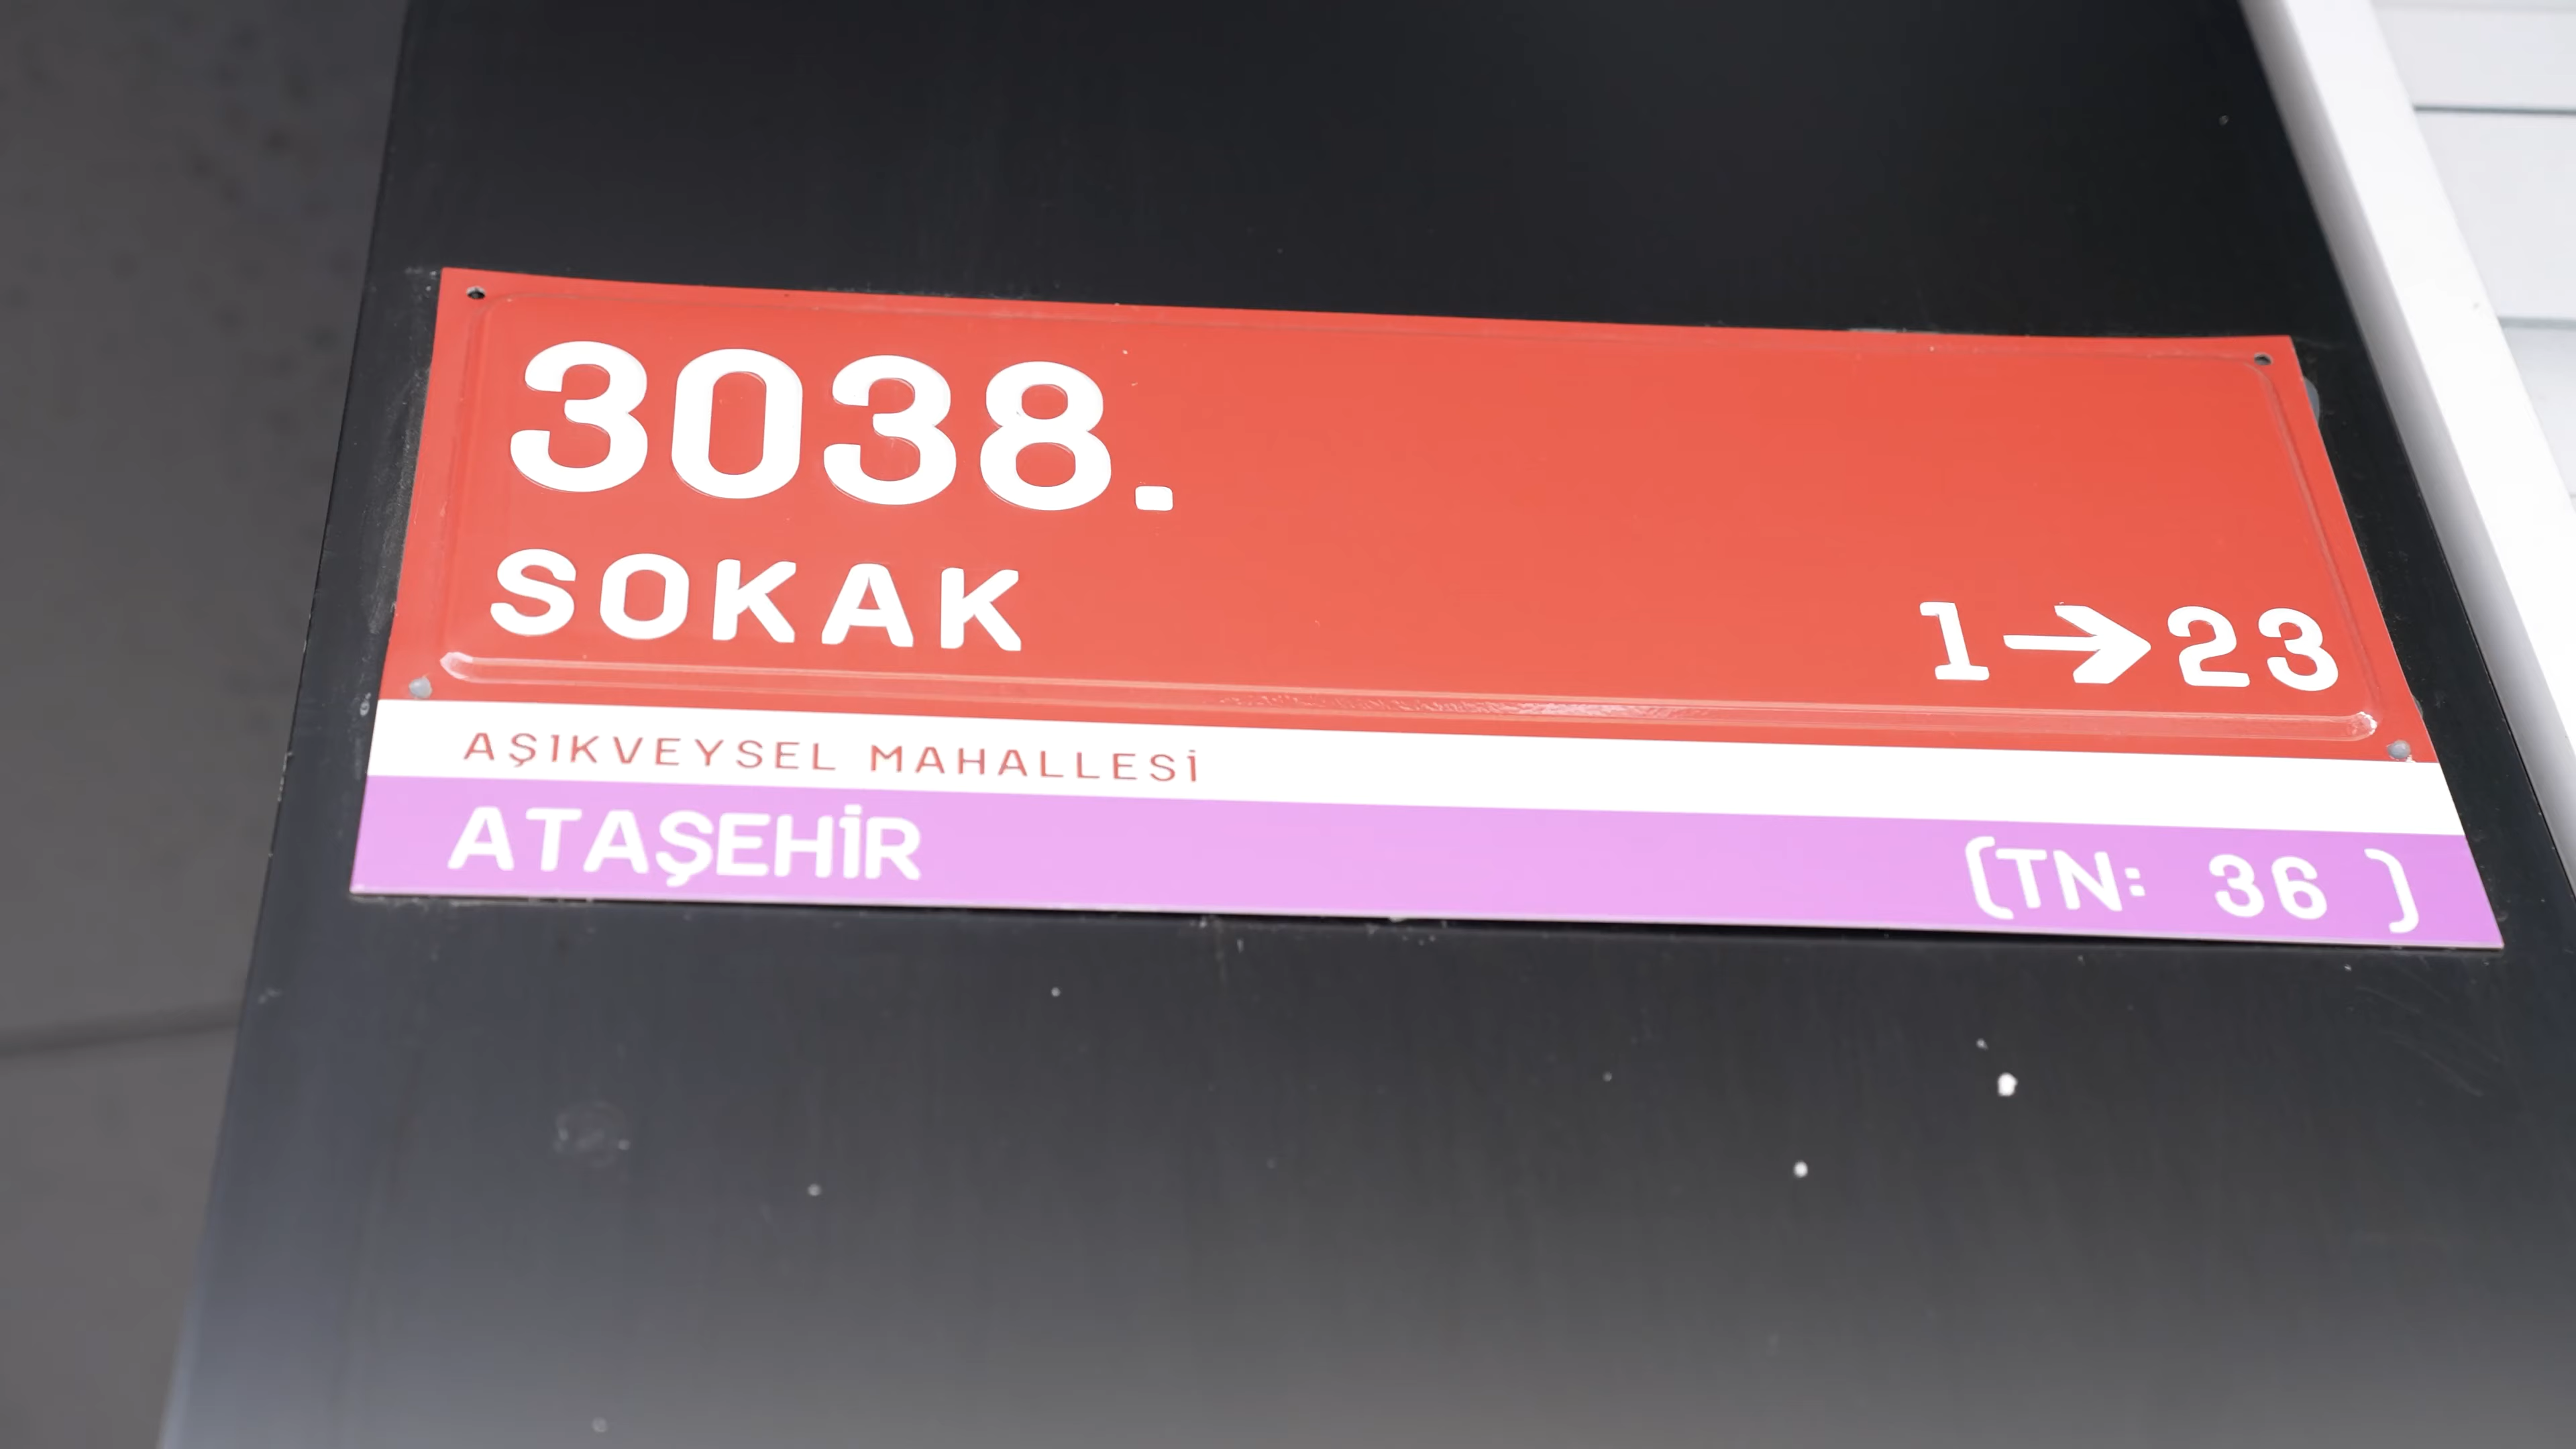 3038.
SOKAK
1→23
AŞIKVEYSEL MAHALLESİ
ATAŞEHİR (TN: 36 )